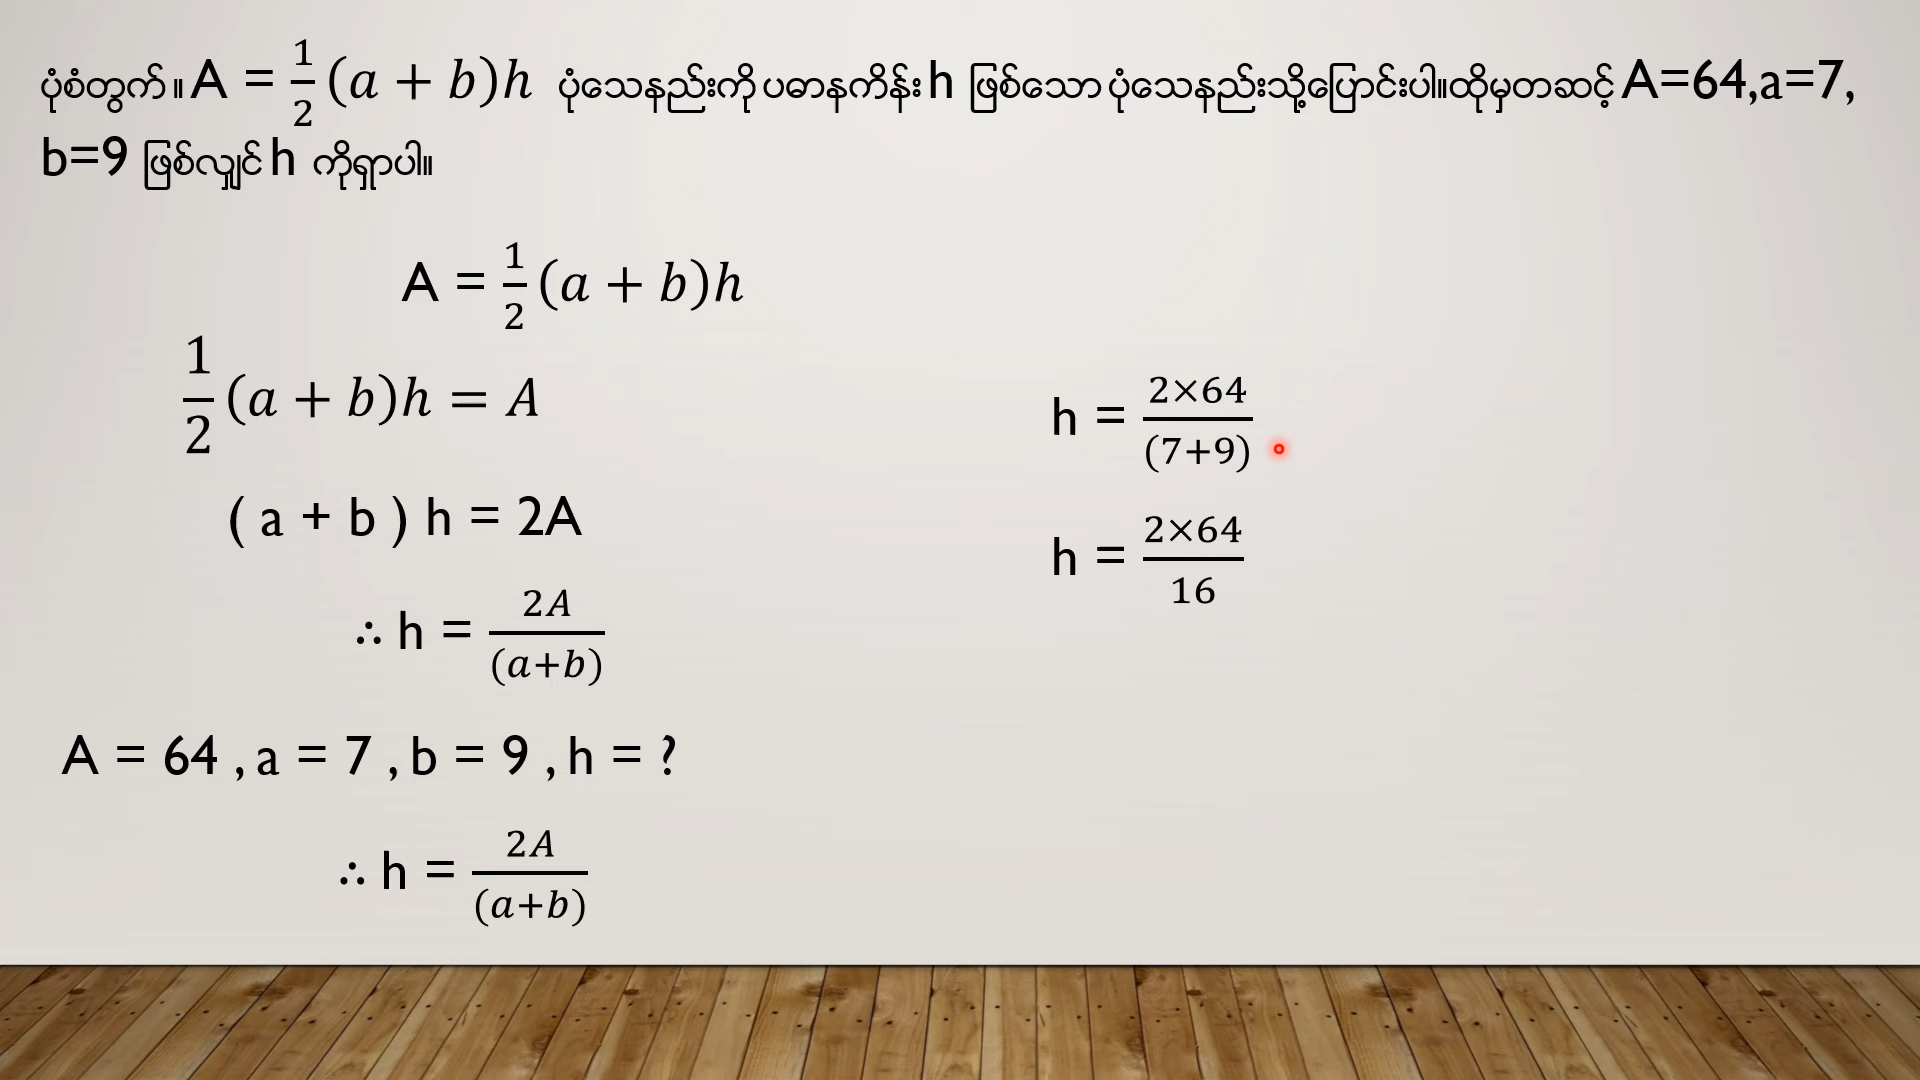 ပုံစံတွက် ။ A = 1/2 (a + b)h ပုံသေနည်းကို ပဓာနကိန်း h ဖြစ်သော ပုံသေနည်းသို့ပြောင်းပါ။ထိုမှတဆင့် A=64,a=7,
b=9 ဖြစ်လျှင် h ကိုရှာပါ။
A = 1/2 (a + b)h
1/2 (a + b)h = A
( a + b ) h = 2A
∴ h = 2A/(a+b)
A = 64 , a = 7 , b = 9 , h = ?
∴ h = 2A/(a+b)
h = 2×64/(7+9)
h = 2×64/16